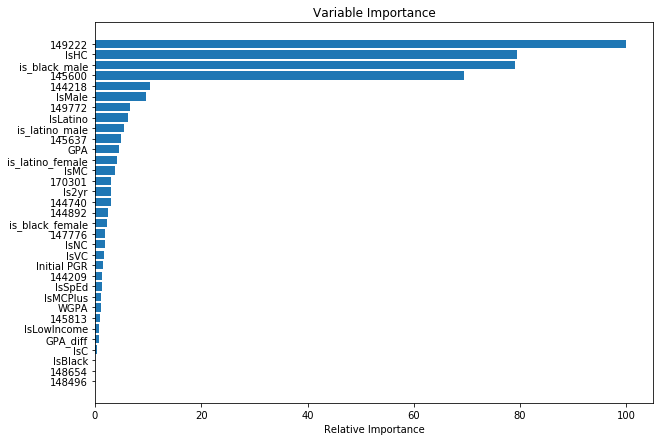 Variable Importance
149222
IsHC
is_black_male
145600
144218
IsMale
149772
IsLatino
is_latino_male
145637
GPA
is_latino_female
IsMC
170301
Is2yr
144740
144892
is_black_female
147776
IsNC
IsVC
Initial PGR
144209
IsSpEd
IsMCPlus
WGPA
145813
IsLowIncome
GPA_diff
IsC
IsBlack
148654
148496
0 20 40 60 80 100
Relative Importance